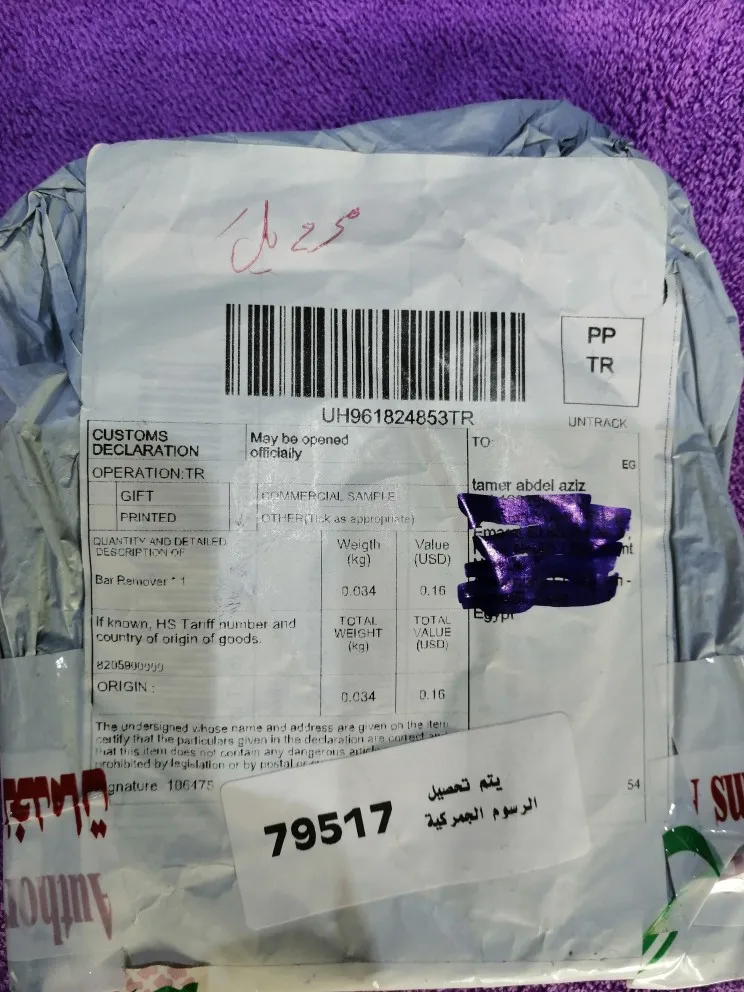 UH961824853TR
PP
TR
UNTRACK
CUSTOMS
DECLARATION
May be opened
officially
OPERATION:TR
GIFT
COMMERCIAL SAMPLE
PRINTED
OTHER(Tick as appropriate)
QUANTITY AND DETAILED
DESCRIPTION OF
Weigth
(kg)
Value
(USD)
Bar Remover * 1
0.034
0.16
If known, HS Tariff number and
country of origin of goods.
TOTAL
WEIGHT
(kg)
TOTAL
VALUE
(USD)
ORIGIN :
0.034
0.16
The undersigned whose name and address are given on the item
certify that the particulars given in the declaration are correct and
that this item does not contain any dangerous article
prohibited by legislation or by postal or
gnature 106475
TO:
EG
tamer abdel aziz
Egypt
54
79517
يتم تحصيل
الرسوم الجمركية
Author